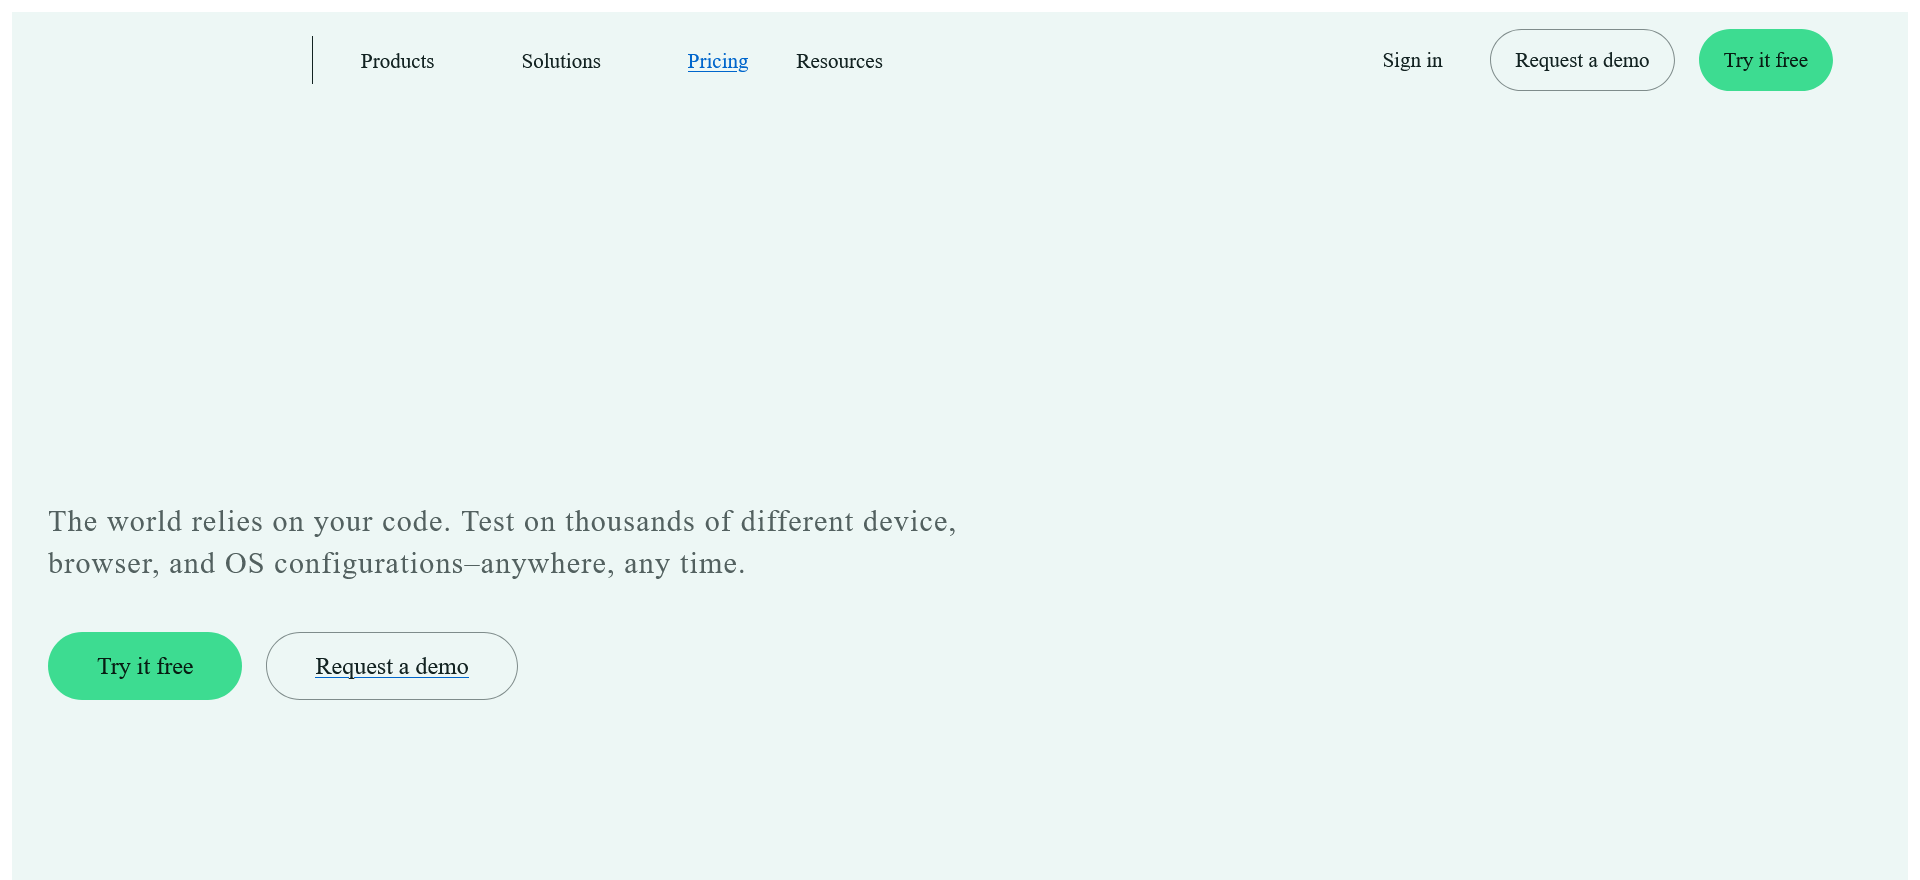 Products Solutions Pricing Resources Sign in Request a demo Try it free
The world relies on your code. Test on thousands of different device,
browser, and OS configurations–anywhere, any time.
Try it free Request a demo